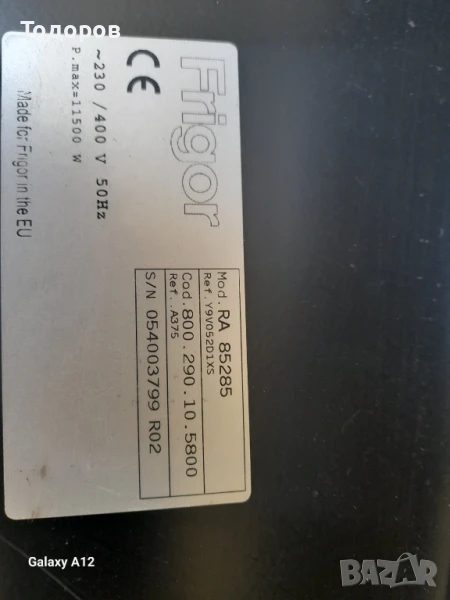 Тодоров
Frigor
CE
~230 / 400 V 50Hz
P.max=11500 W
Made for Frigor in the EU
Mod. RA 85285
Ref. Y9V052D1XS
Cod. 800.290.10.5800
Ref. .A375
S/N 054003799 R02
Galaxy A12
BAZAR